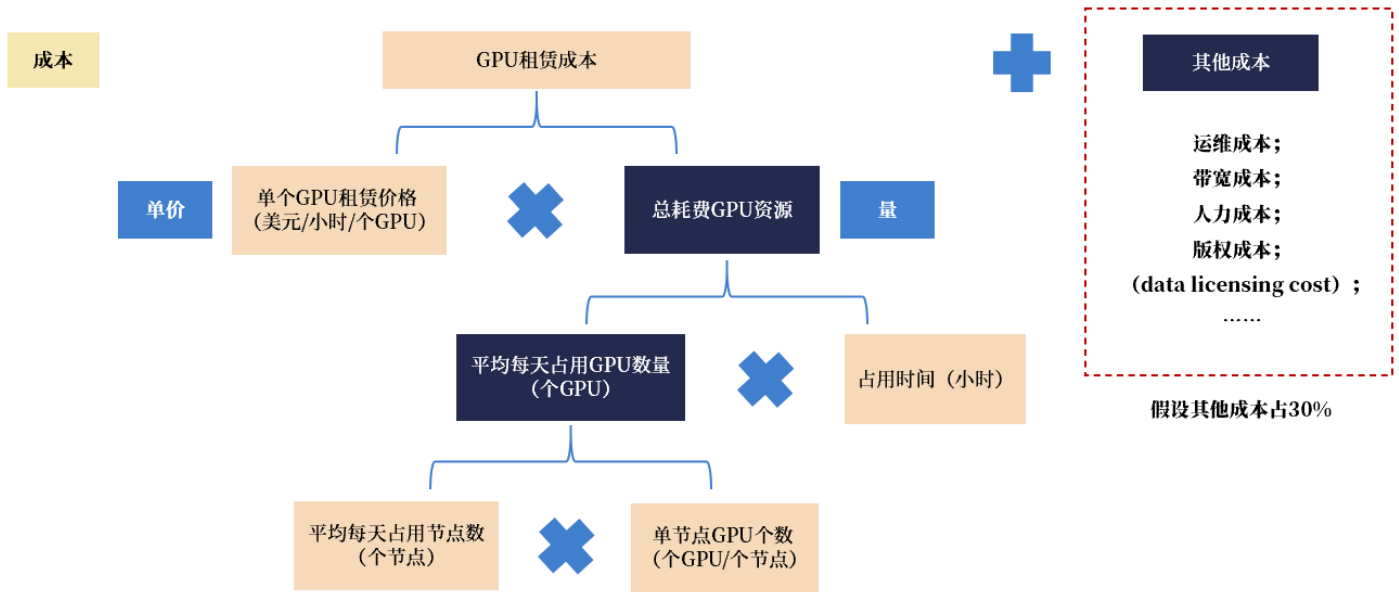 成本
GPU租赁成本
其他成本
单价
单个GPU租赁价格
（美元/小时/个GPU）
总耗费GPU资源
量
运维成本；
带宽成本；
人力成本；
版权成本；
（data licensing cost）；
……
平均每天占用GPU数量
（个GPU）
占用时间（小时）
假设其他成本占30%
平均每天占用节点数
（个节点）
单节点GPU个数
（个GPU/个节点）